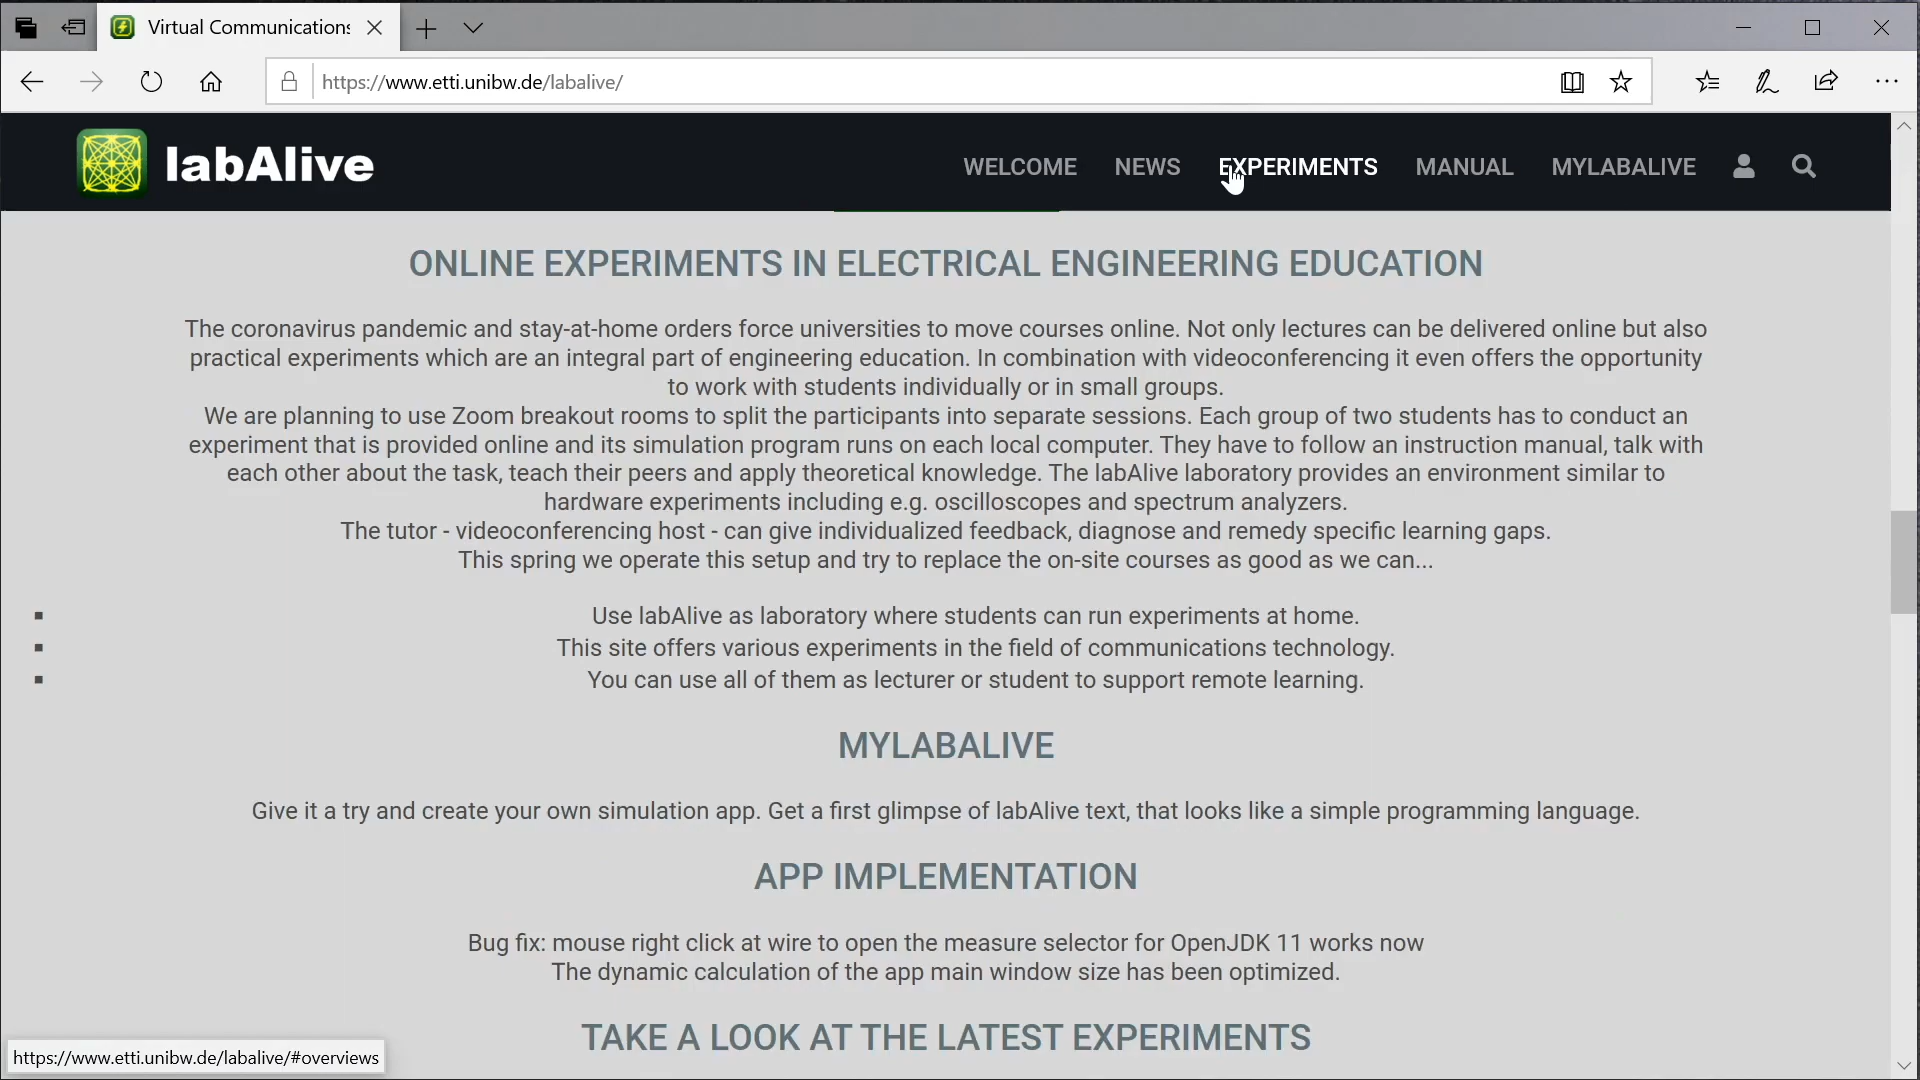 Virtual Communications
https://www.etti.unibw.de/labalive/
labAlive
WELCOME NEWS EXPERIMENTS MANUAL MYLABALIVE
ONLINE EXPERIMENTS IN ELECTRICAL ENGINEERING EDUCATION
The coronavirus pandemic and stay-at-home orders force universities to move courses online. Not only lectures can be delivered online but also
practical experiments which are an integral part of engineering education. In combination with videoconferencing it even offers the opportunity
to work with students individually or in small groups.
We are planning to use Zoom breakout rooms to split the participants into separate sessions. Each group of two students has to conduct an
experiment that is provided online and its simulation program runs on each local computer. They have to follow an instruction manual, talk with
each other about the task, teach their peers and apply theoretical knowledge. The labAlive laboratory provides an environment similar to
hardware experiments including e.g. oscilloscopes and spectrum analyzers.
The tutor - videoconferencing host - can give individualized feedback, diagnose and remedy specific learning gaps.
This spring we operate this setup and try to replace the on-site courses as good as we can...
▪ Use labAlive as laboratory where students can run experiments at home.
▪ This site offers various experiments in the field of communications technology.
▪ You can use all of them as lecturer or student to support remote learning.
MYLABALIVE
Give it a try and create your own simulation app. Get a first glimpse of labAlive text, that looks like a simple programming language.
APP IMPLEMENTATION
Bug fix: mouse right click at wire to open the measure selector for OpenJDK 11 works now
The dynamic calculation of the app main window size has been optimized.
TAKE A LOOK AT THE LATEST EXPERIMENTS
https://www.etti.unibw.de/labalive/#overviews